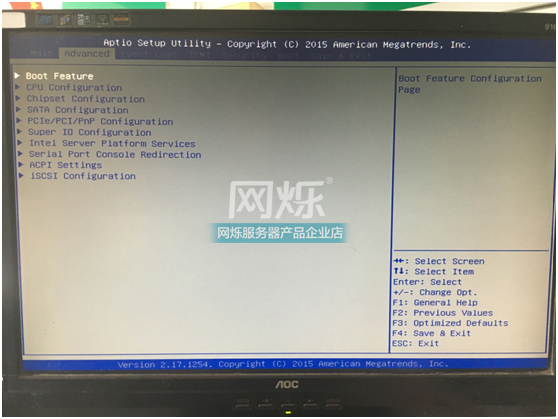 Aptio Setup Utility - Copyright (C) 2015 American Megatrends, Inc.
Main Advanced
Boot Feature
CPU Configuration
Chipset Configuration
SATA Configuration
PCIe/PCI/PnP Configuration
Super IO Configuration
Intel Server Platform Services
Serial Port Console Redirection
ACPI Settings
iSCSI Configuration
Boot Feature Configuration
Page
网烁®
网烁服务器产品企业店
: Select Screen
↑↓: Select Item
Enter: Select
+/-: Change Opt.
F1: General Help
F2: Previous Values
F3: Optimized Defaults
F4: Save & Exit
ESC: Exit
Version 2.17.1254. Copyright (C) 2015 American Megatrends, Inc.
AOC